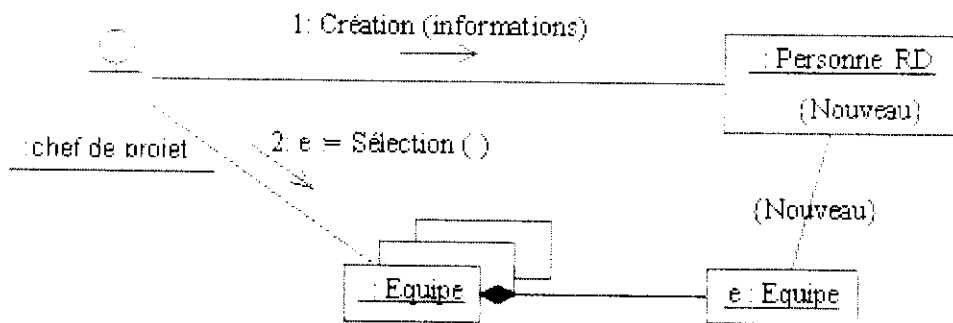 1: Création (informations)
: Personne RD
(Nouveau)
:chef de projet
2: e = Sélection ( )
(Nouveau)
: Equipe
e : Equipe